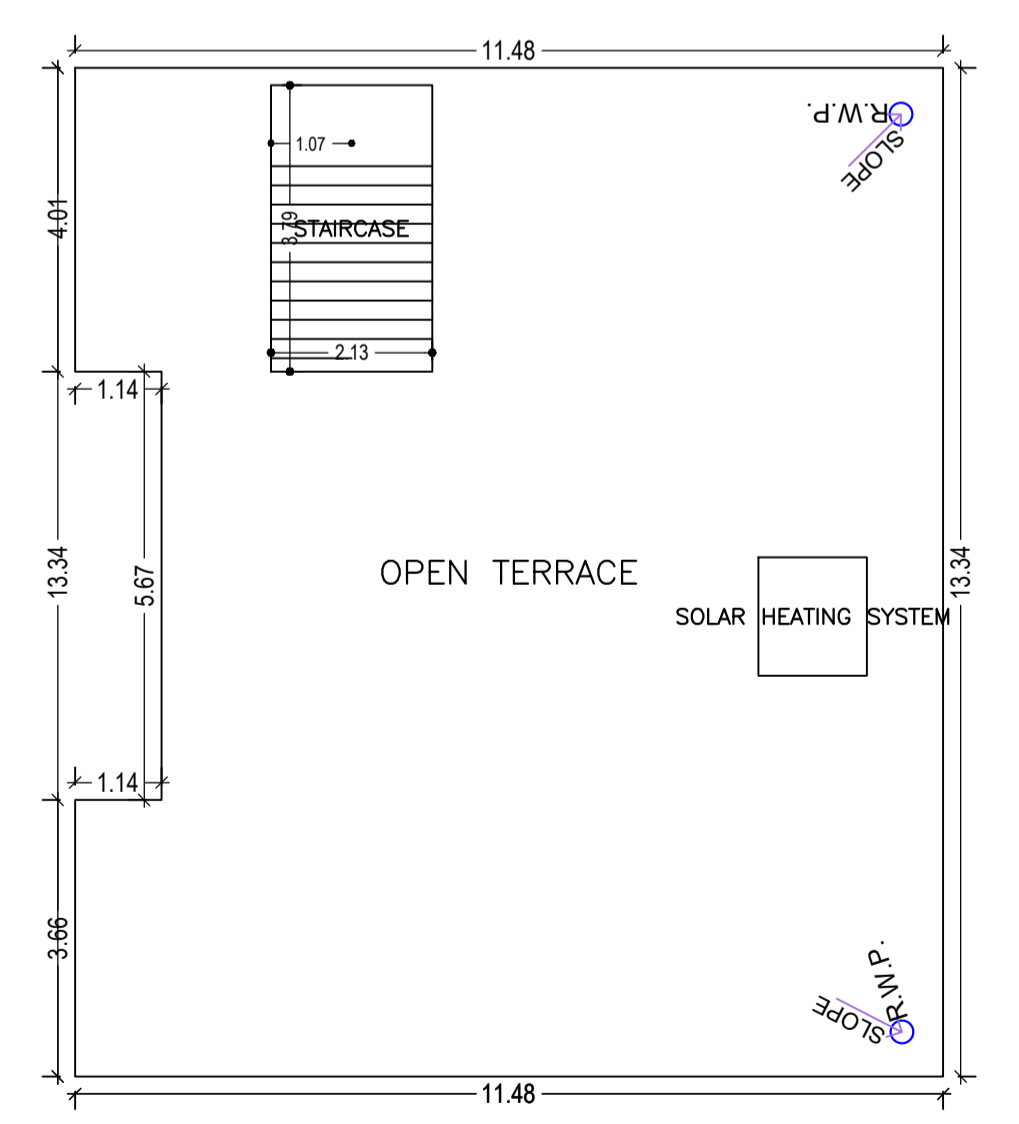 11.48
R.W.P.
SLOPE
1.07
4.01
3.79
STAIRCASE
2.13
1.14
13.34
5.67
OPEN TERRACE
13.34
SOLAR HEATING SYSTEM
1.14
3.66
R.W.P.
SLOPE
11.48